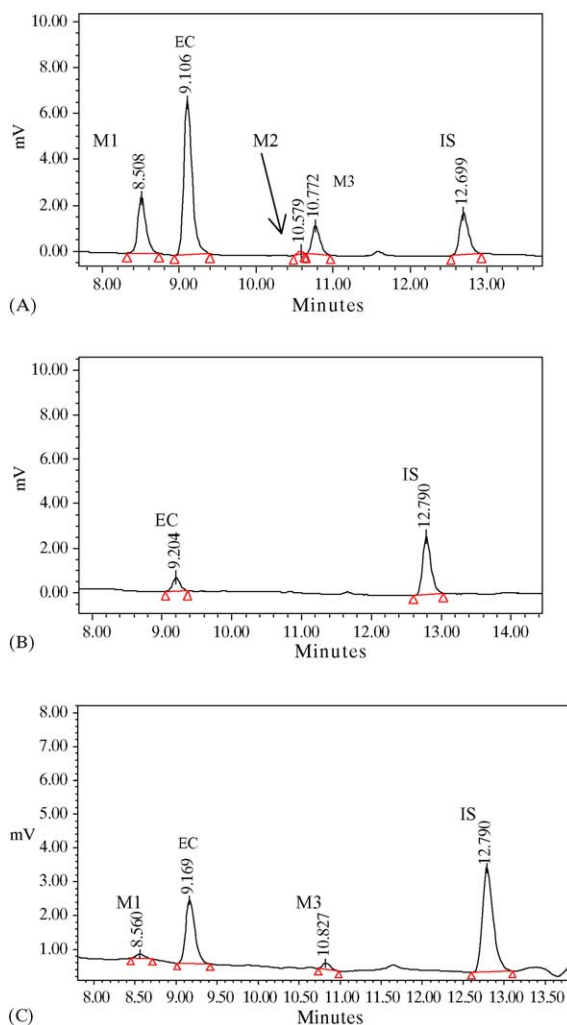 10.00
8.00
6.00
4.00
2.00
0.00
mV
M1
8.508
EC
9.106
M2
10.579
10.772
M3
IS
12.699
8.00 9.00 10.00 11.00 12.00 13.00
Minutes
(A)
10.00
8.00
6.00
4.00
2.00
0.00
mV
EC
9.204
IS
12.790
8.00 9.00 10.00 11.00 12.00 13.00 14.00
Minutes
(B)
8.00
7.00
6.00
5.00
4.00
3.00
2.00
1.00
mV
M1
8.560
EC
9.169
M3
10.827
IS
12.790
8.00 8.50 9.00 9.50 10.00 10.50 11.00 11.50 12.00 12.50 13.00 13.50
Minutes
(C)